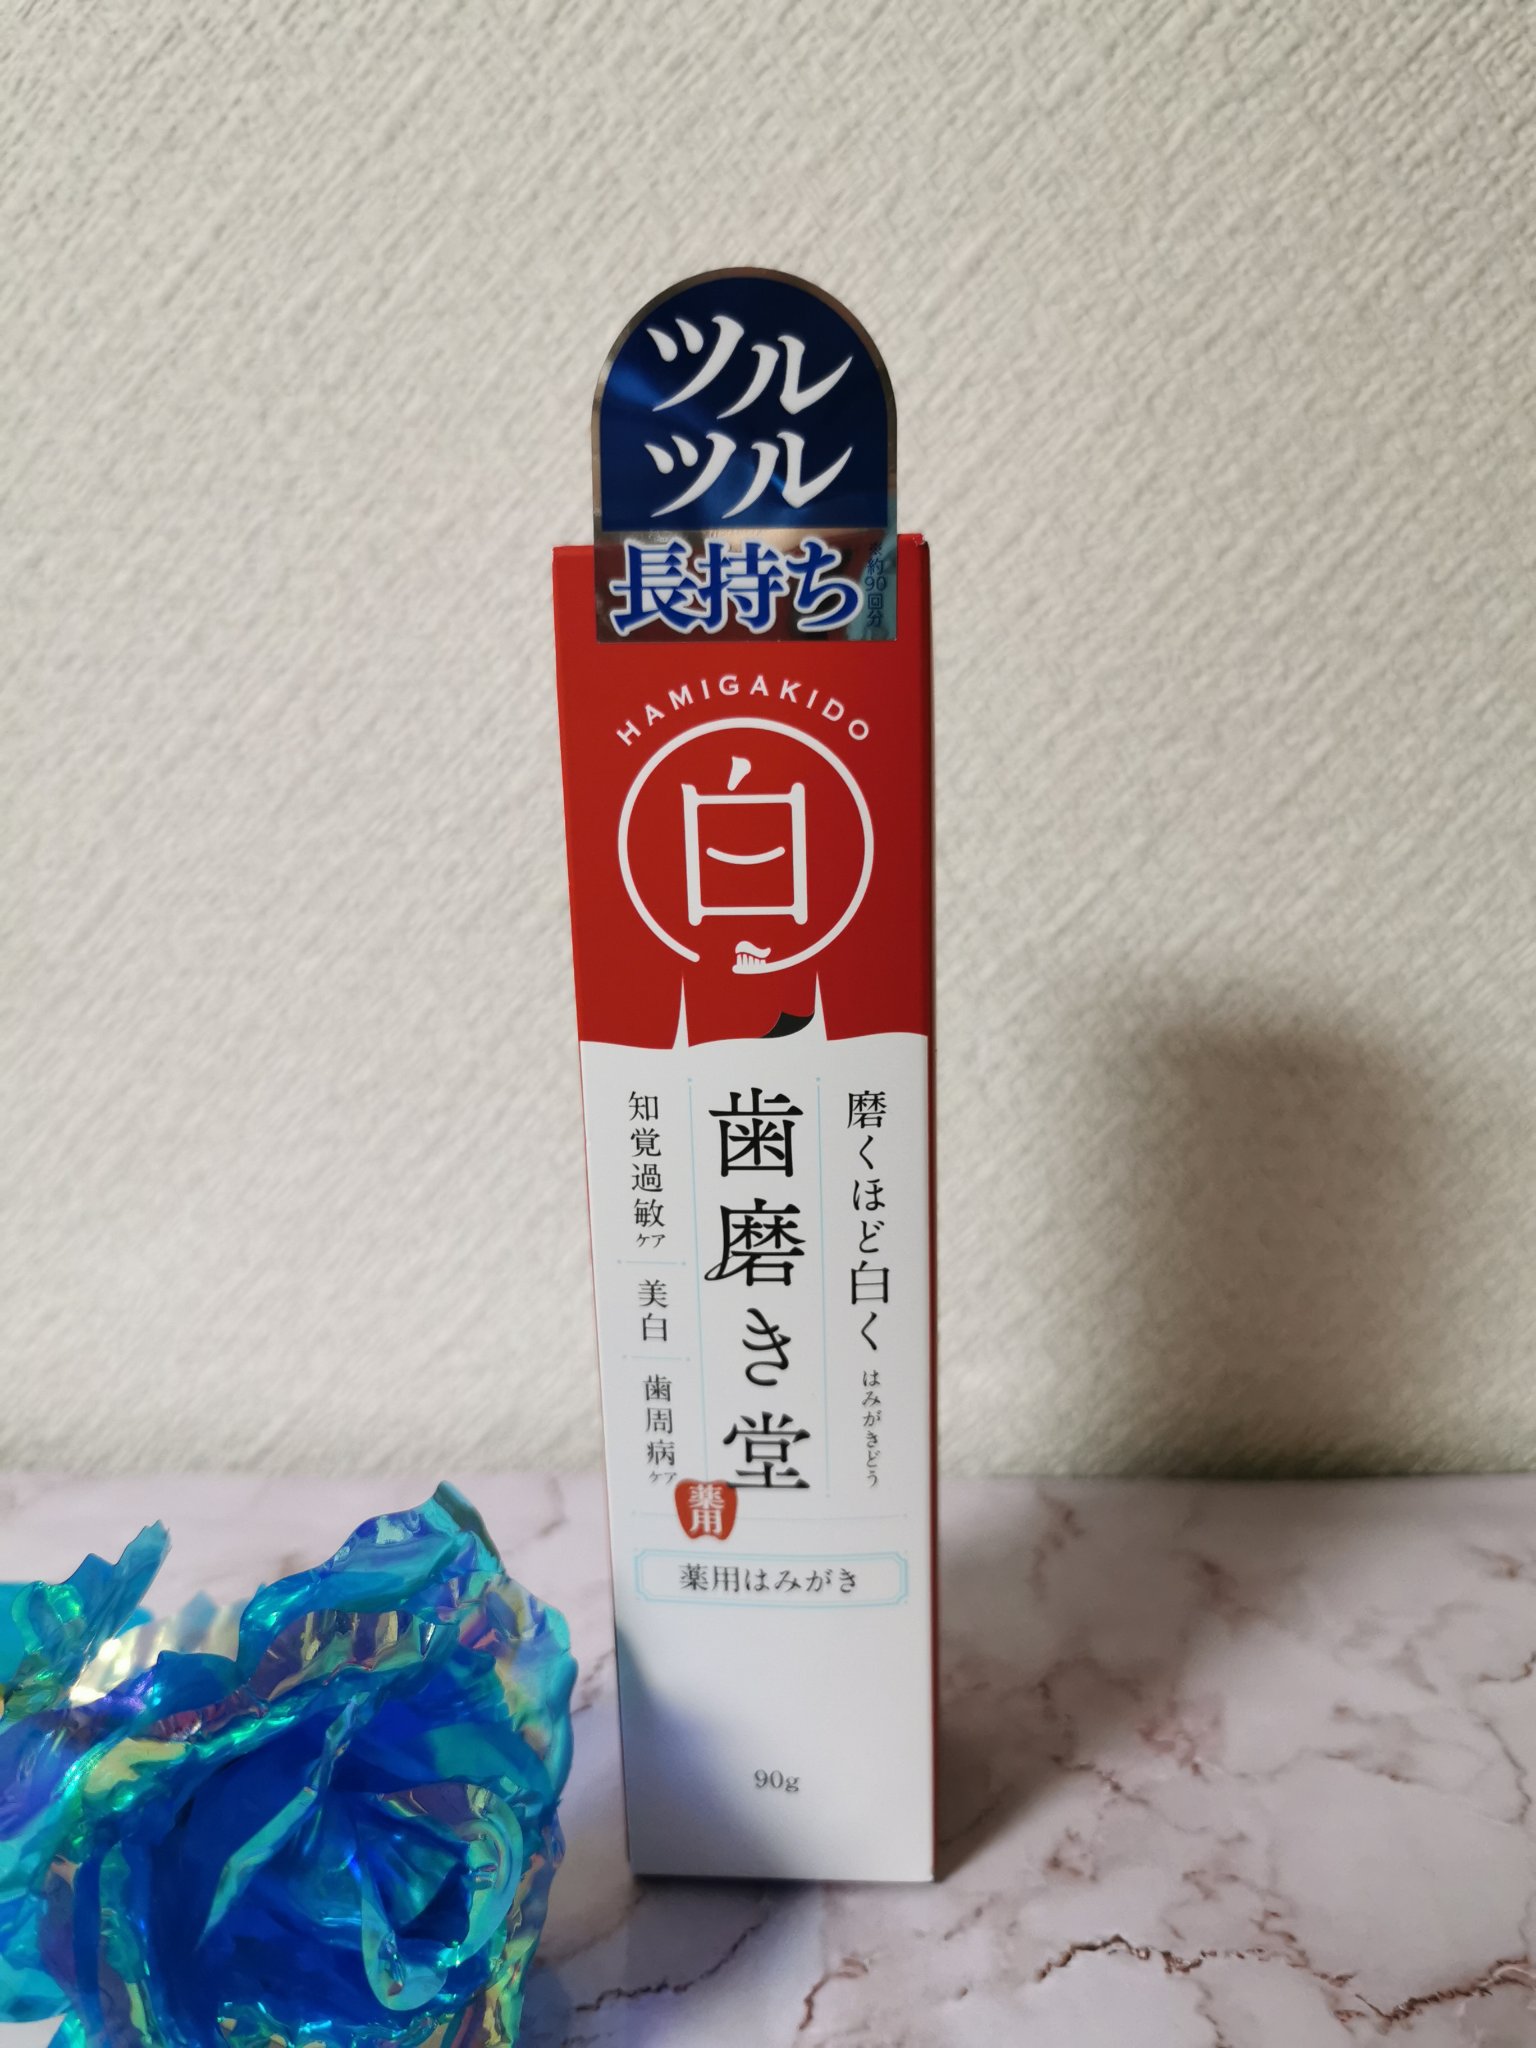 ツル
ツル
長持ち
※約90回分
HAMIGAKIDO
白
磨くほど白く
はみがきどう
歯磨き堂
知覚過敏ケア
美白
歯周病ケア
薬用
薬用はみがき
90g